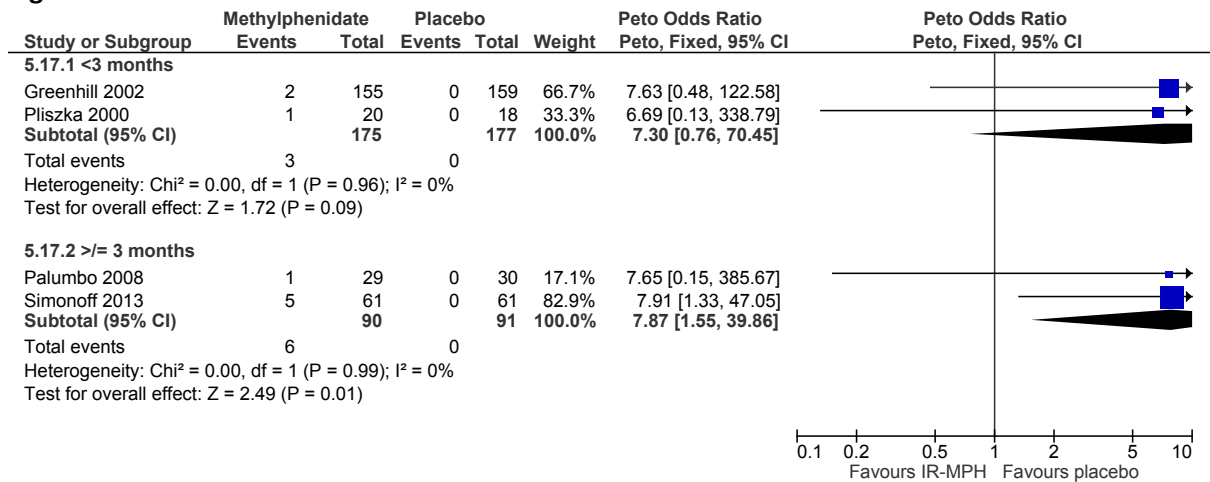 Methylphenidate Placebo Peto Odds Ratio Peto Odds Ratio
Study or Subgroup Events Total Events Total Weight Peto, Fixed, 95% CI Peto, Fixed, 95% CI
5.17.1 <3 months
Greenhill 2002 2 155 0 159 66.7% 7.63 [0.48, 122.58]
Pliszka 2000 1 20 0 18 33.3% 6.69 [0.13, 338.79]
Subtotal (95% CI) 175 177 100.0% 7.30 [0.76, 70.45]
Total events 3 0
Heterogeneity: Chi² = 0.00, df = 1 (P = 0.96); I² = 0%
Test for overall effect: Z = 1.72 (P = 0.09)
5.17.2 >/= 3 months
Palumbo 2008 1 29 0 30 17.1% 7.65 [0.15, 385.67]
Simonoff 2013 5 61 0 61 82.9% 7.91 [1.33, 47.05]
Subtotal (95% CI) 90 91 100.0% 7.87 [1.55, 39.86]
Total events 6 0
Heterogeneity: Chi² = 0.00, df = 1 (P = 0.99); I² = 0%
Test for overall effect: Z = 2.49 (P = 0.01)
0.1 0.2 0.5 1 2 5 10
Favours IR-MPH Favours placebo